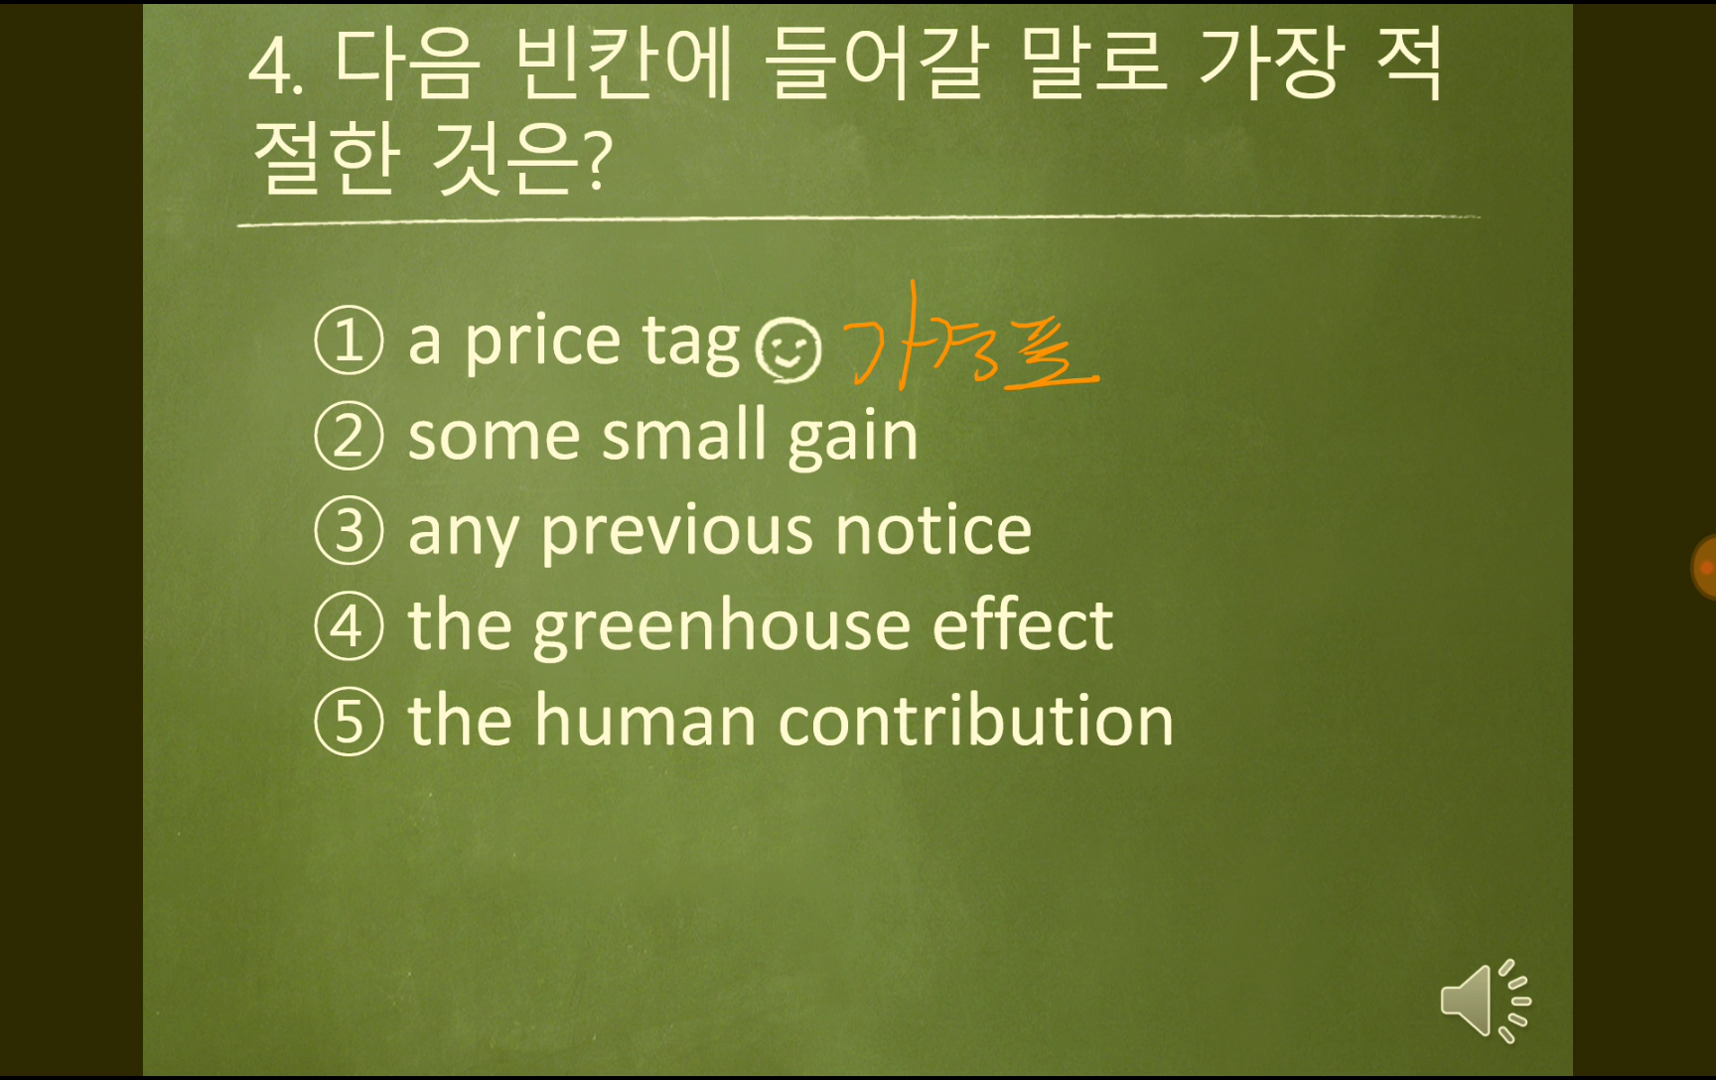 4. 다음 빈칸에 들어갈 말로 가장 적
절한 것은?
① a price tag 가격표
② some small gain
③ any previous notice
④ the greenhouse effect
⑤ the human contribution